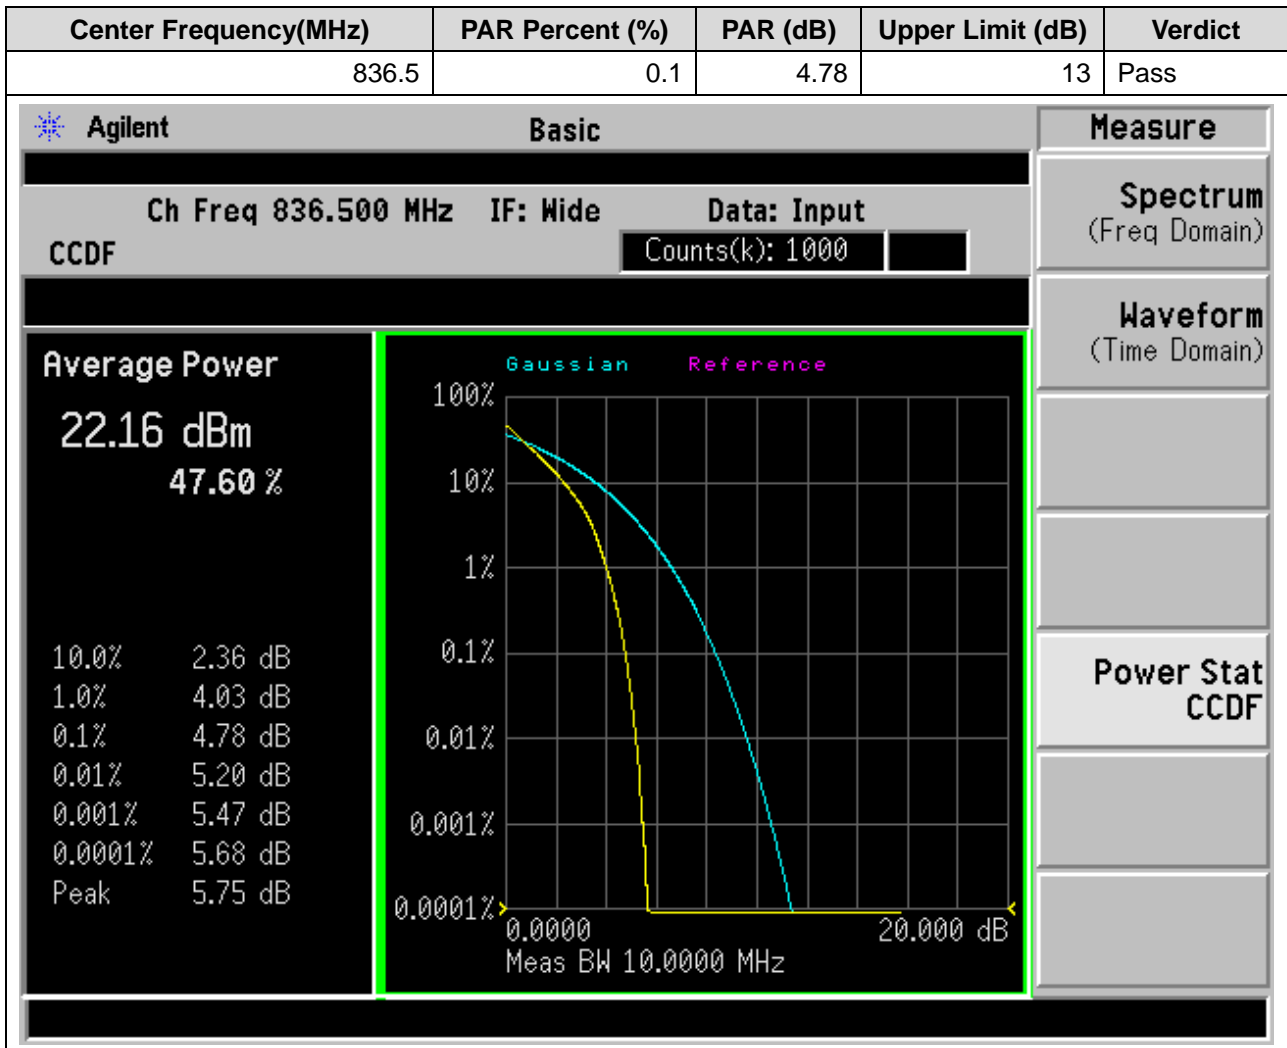 Center Frequency(MHz) PAR Percent (%) PAR (dB) Upper Limit (dB) Verdict
836.5 0.1 4.78 13 Pass
Agilent Basic Measure
Ch Freq 836.500 MHz IF: Wide Data: Input
CCDF Counts(k): 1000
Spectrum
(Freq Domain)
Waveform
(Time Domain)
Power Stat
CCDF
Average Power
22.16 dBm
47.60 %
10.0% 2.36 dB
1.0% 4.03 dB
0.1% 4.78 dB
0.01% 5.20 dB
0.001% 5.47 dB
0.0001% 5.68 dB
Peak 5.75 dB
Gaussian Reference
100%
10%
1%
0.1%
0.01%
0.001%
0.0001%
0.0000 20.000 dB
Meas BW 10.0000 MHz